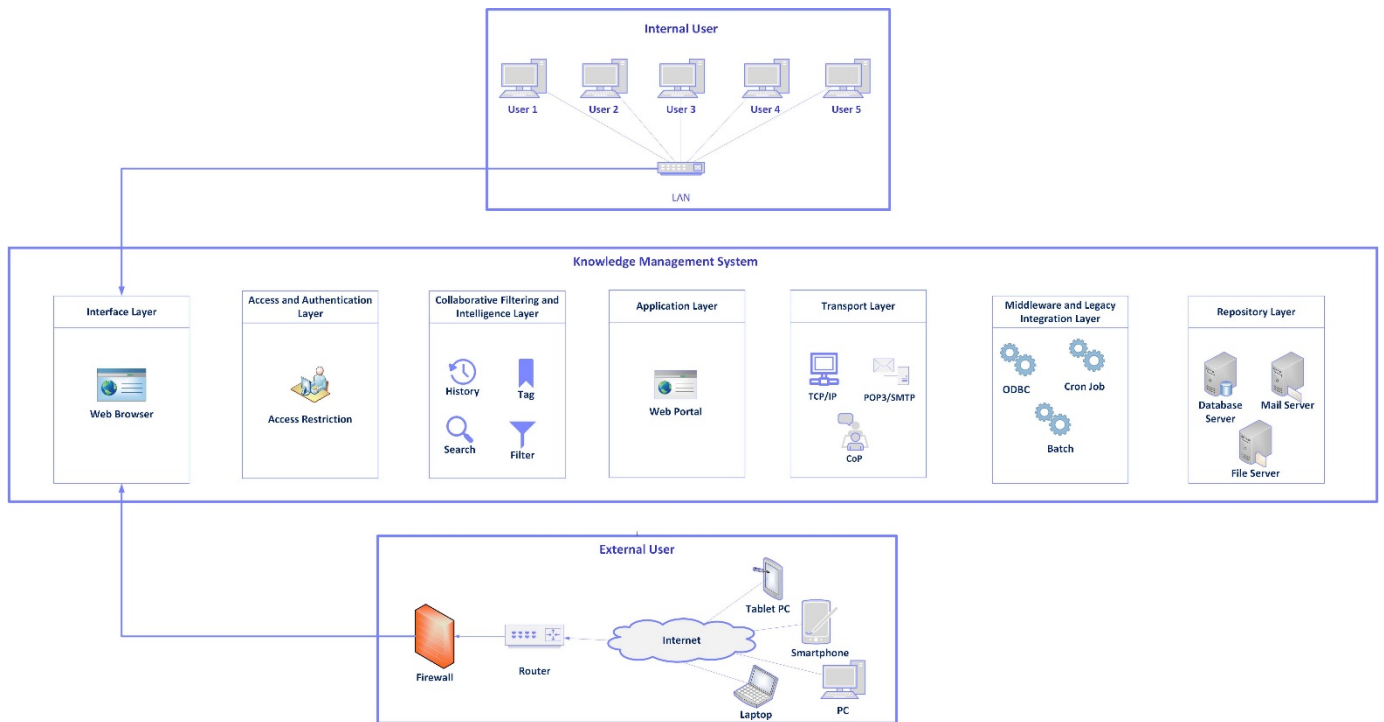 Internal User
User 1
User 2
User 3
User 4
User 5
LAN
Knowledge Management System
Interface Layer
Web Browser
Access and Authentication
Layer
Access Restriction
Collaborative Filtering and
Intelligence Layer
History
Tag
Search
Filter
Application Layer
Web Portal
Transport Layer
TCP/IP
POP3/SMTP
CoP
Middleware and Legacy
Integration Layer
ODBC
Cron Job
Batch
Repository Layer
Database
Server
Mail Server
File Server
External User
Firewall
Router
Internet
Tablet PC
Smartphone
PC
Laptop